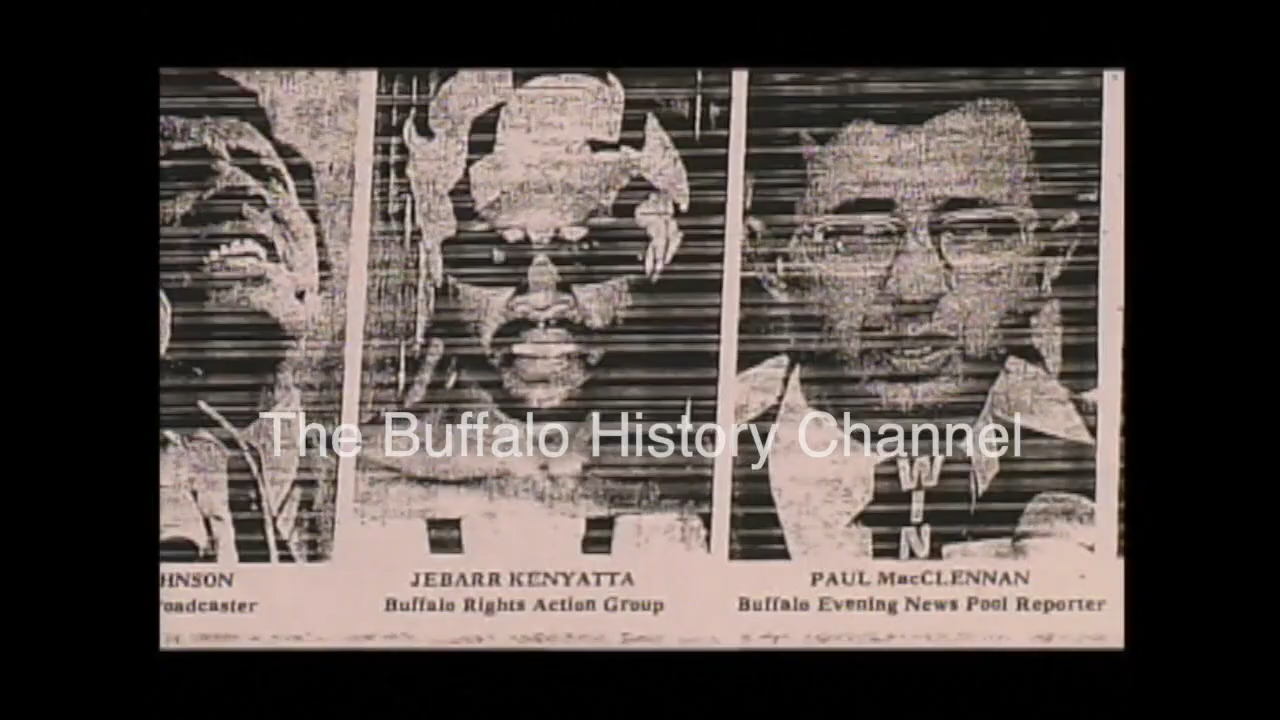 The Buffalo History Channel
WIN
HNSON
oadcaster
JEBARR KENYATTA
Buffalo Rights Action Group
PAUL MacCLENNAN
Buffalo Evening News Pool Reporter